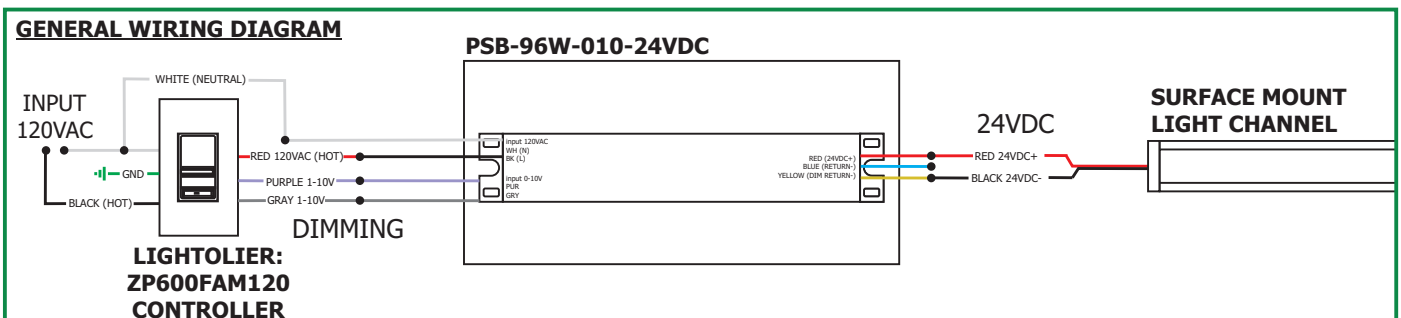 GENERAL WIRING DIAGRAM
PSB-96W-010-24VDC
WHITE (NEUTRAL)
INPUT
120VAC
GND
BLACK (HOT)
RED 120VAC (HOT)
PURPLE 1-10V
GRAY 1-10V
DIMMING
LIGHTOLIER:
ZP600FAM120
CONTROLLER
input 120VAC
WH (N)
BK (L)
input 0-10V
PUR
GRY
RED (24VDC+)
BLUE (RETURN-)
YELLOW (DIM RETURN-)
24VDC
RED 24VDC+
BLACK 24VDC-
SURFACE MOUNT
LIGHT CHANNEL